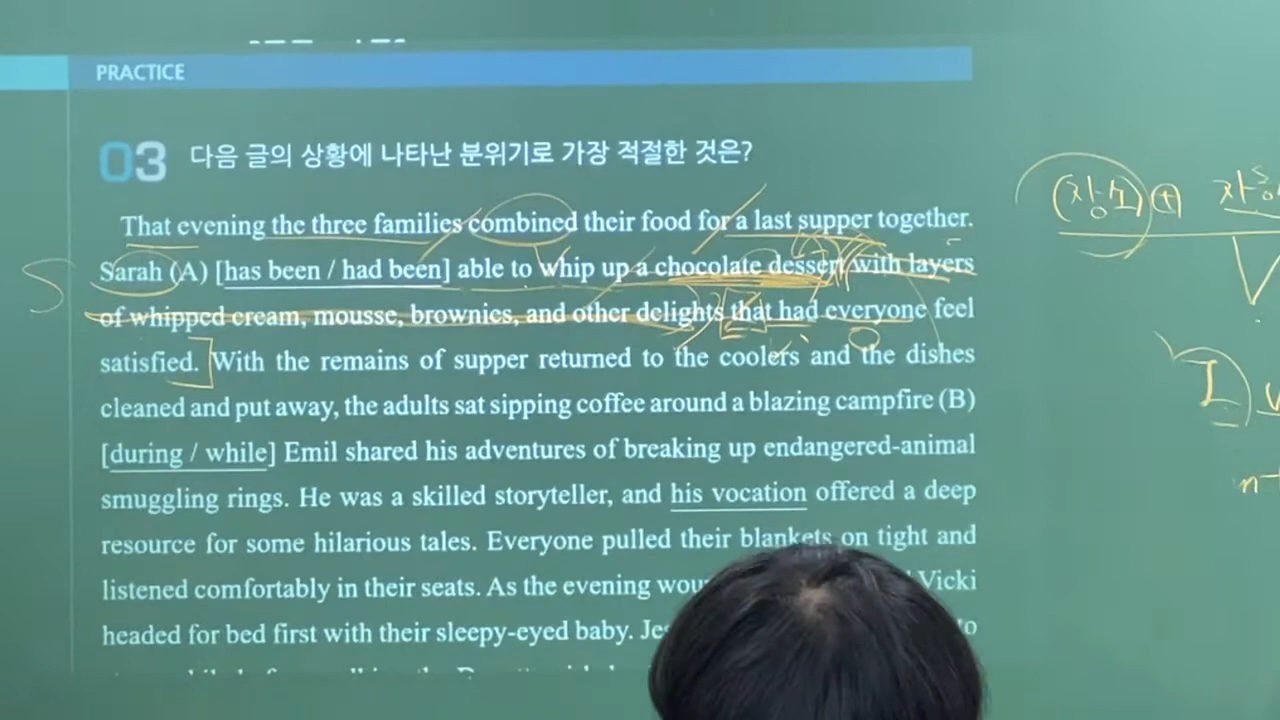 PRACTICE
03 다음 글의 상황에 나타난 분위기로 가장 적절한 것은?
That evening the three families combined their food for a last supper together.
Sarah (A) [has been / had been] able to whip up a chocolate dessert with layers
of whipped cream, mousse, brownies, and other delights that had everyone feel
satisfied. With the remains of supper returned to the coolers and the dishes
cleaned and put away, the adults sat sipping coffee around a blazing campfire (B)
[during / while] Emil shared his adventures of breaking up endangered-animal
smuggling rings. He was a skilled storyteller, and his vocation offered a deep
resource for some hilarious tales. Everyone pulled their blankets on tight and
listened comfortably in their seats. As the evening Vicki
headed for bed first with their sleepy-eyed baby. to
S
I